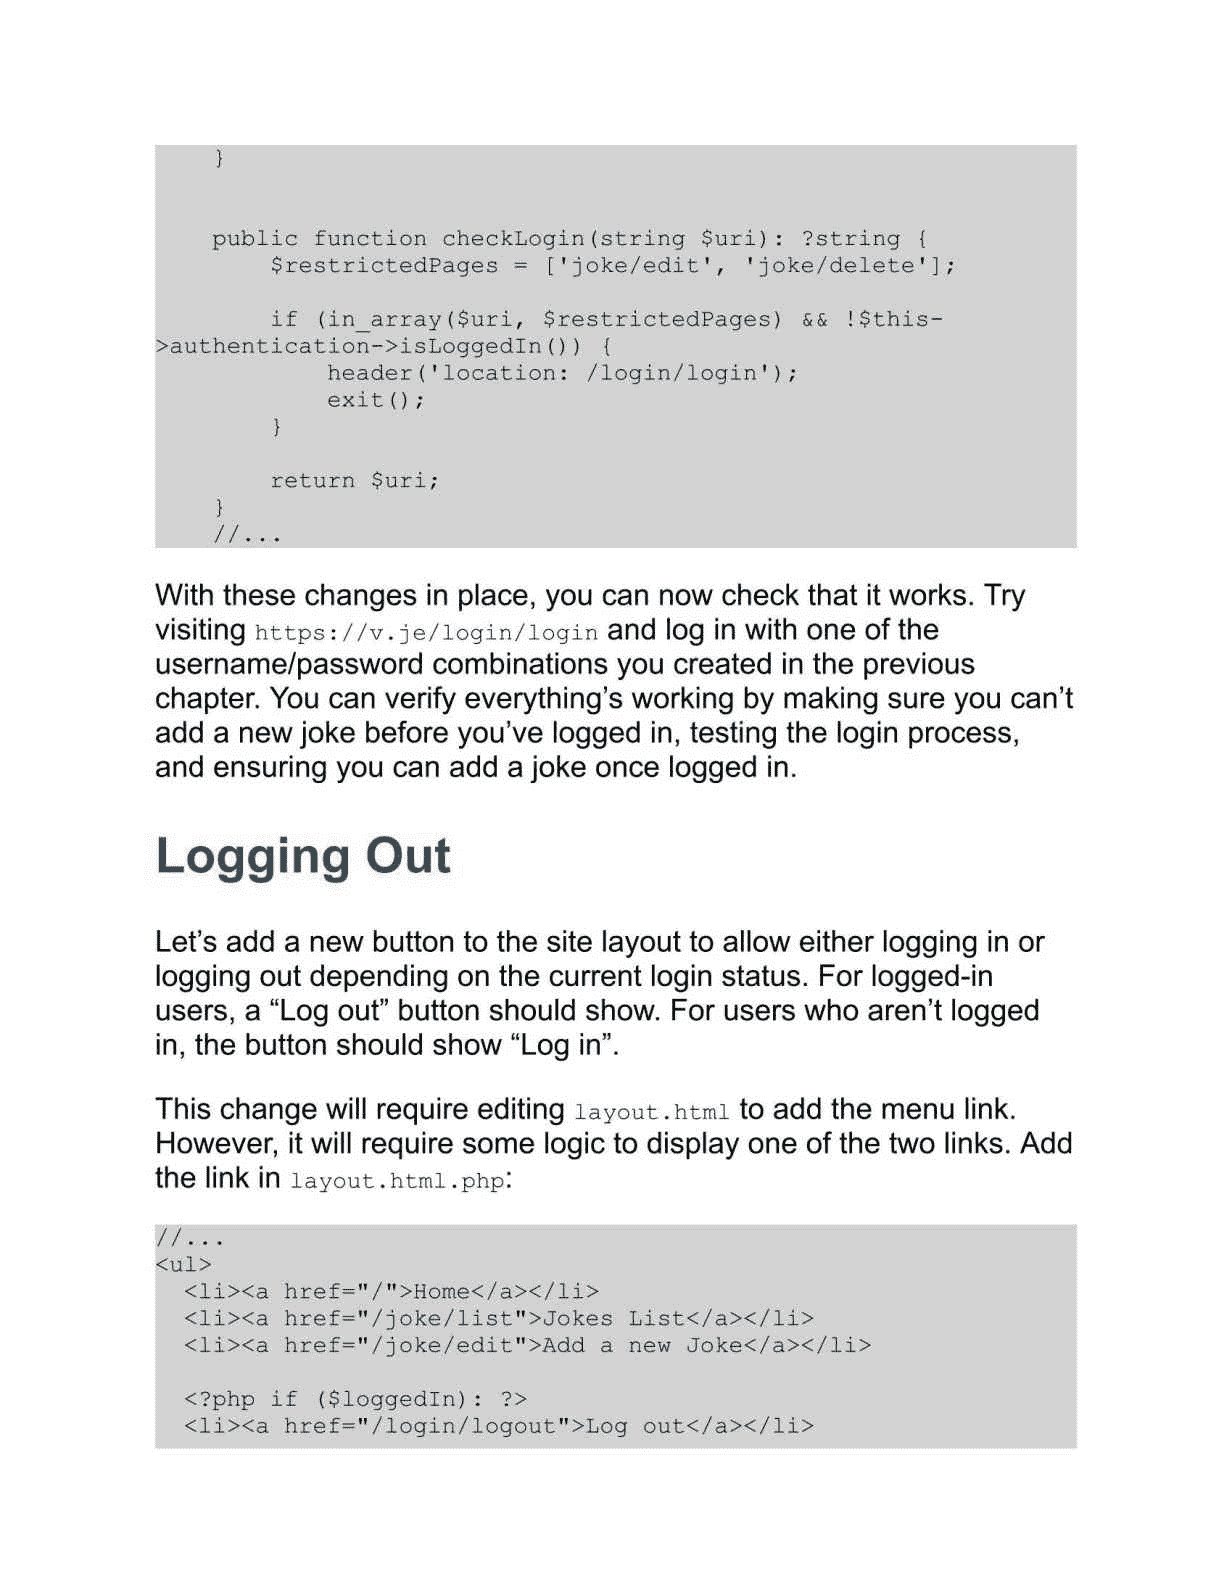 }

    public function checkLogin(string $uri): ?string {
        $restrictedPages = ['joke/edit', 'joke/delete'];

        if (in_array($uri, $restrictedPages) && !$this-
>authentication->isLoggedIn()) {
            header('location: /login/login');
            exit();
        }

        return $uri;
    }
    //...
With these changes in place, you can now check that it works. Try
visiting https://v.je/login/login and log in with one of the
username/password combinations you created in the previous
chapter. You can verify everything’s working by making sure you can’t
add a new joke before you’ve logged in, testing the login process,
and ensuring you can add a joke once logged in.
Logging Out
Let’s add a new button to the site layout to allow either logging in or
logging out depending on the current login status. For logged-in
users, a “Log out” button should show. For users who aren’t logged
in, the button should show “Log in”.
This change will require editing layout.html to add the menu link.
However, it will require some logic to display one of the two links. Add
the link in layout.html.php:
//...
<ul>
  <li><a href="/">Home</a></li>
  <li><a href="/joke/list">Jokes List</a></li>
  <li><a href="/joke/edit">Add a new Joke</a></li>

  <?php if ($loggedIn): ?>
  <li><a href="/login/logout">Log out</a></li>